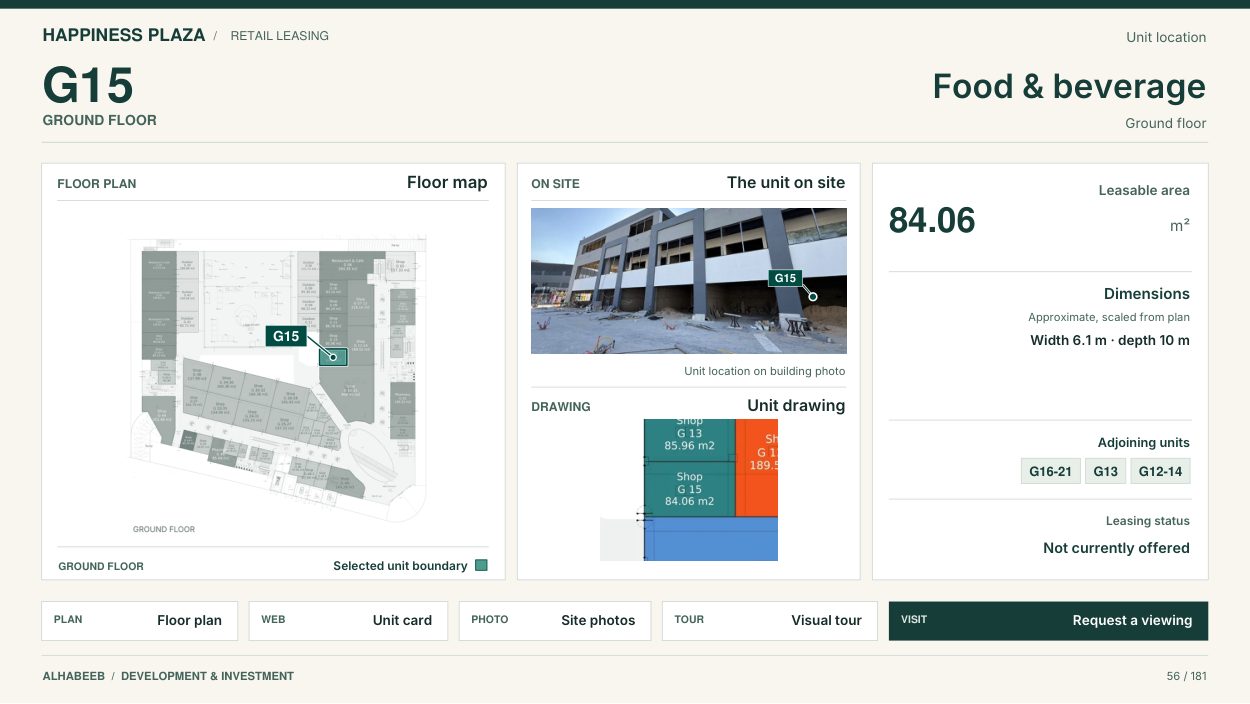 HAPPINESS PLAZA / RETAIL LEASING
Unit location
G15
Food & beverage
GROUND FLOOR
Ground floor
FLOOR PLAN
Floor map
G15
GROUND FLOOR
GROUND FLOOR
Selected unit boundary
ON SITE
The unit on site
G15
Unit location on building photo
DRAWING
Unit drawing
Shop
G 13
85.96 m2
Shop
G 15
84.06 m2
Leasable area
84.06 m²
Dimensions
Approximate, scaled from plan
Width 6.1 m · depth 10 m
Adjoining units
G16-21 G13 G12-14
Leasing status
Not currently offered
PLAN Floor plan
WEB Unit card
PHOTO Site photos
TOUR Visual tour
VISIT Request a viewing
ALHABEEB / DEVELOPMENT & INVESTMENT
56 / 181